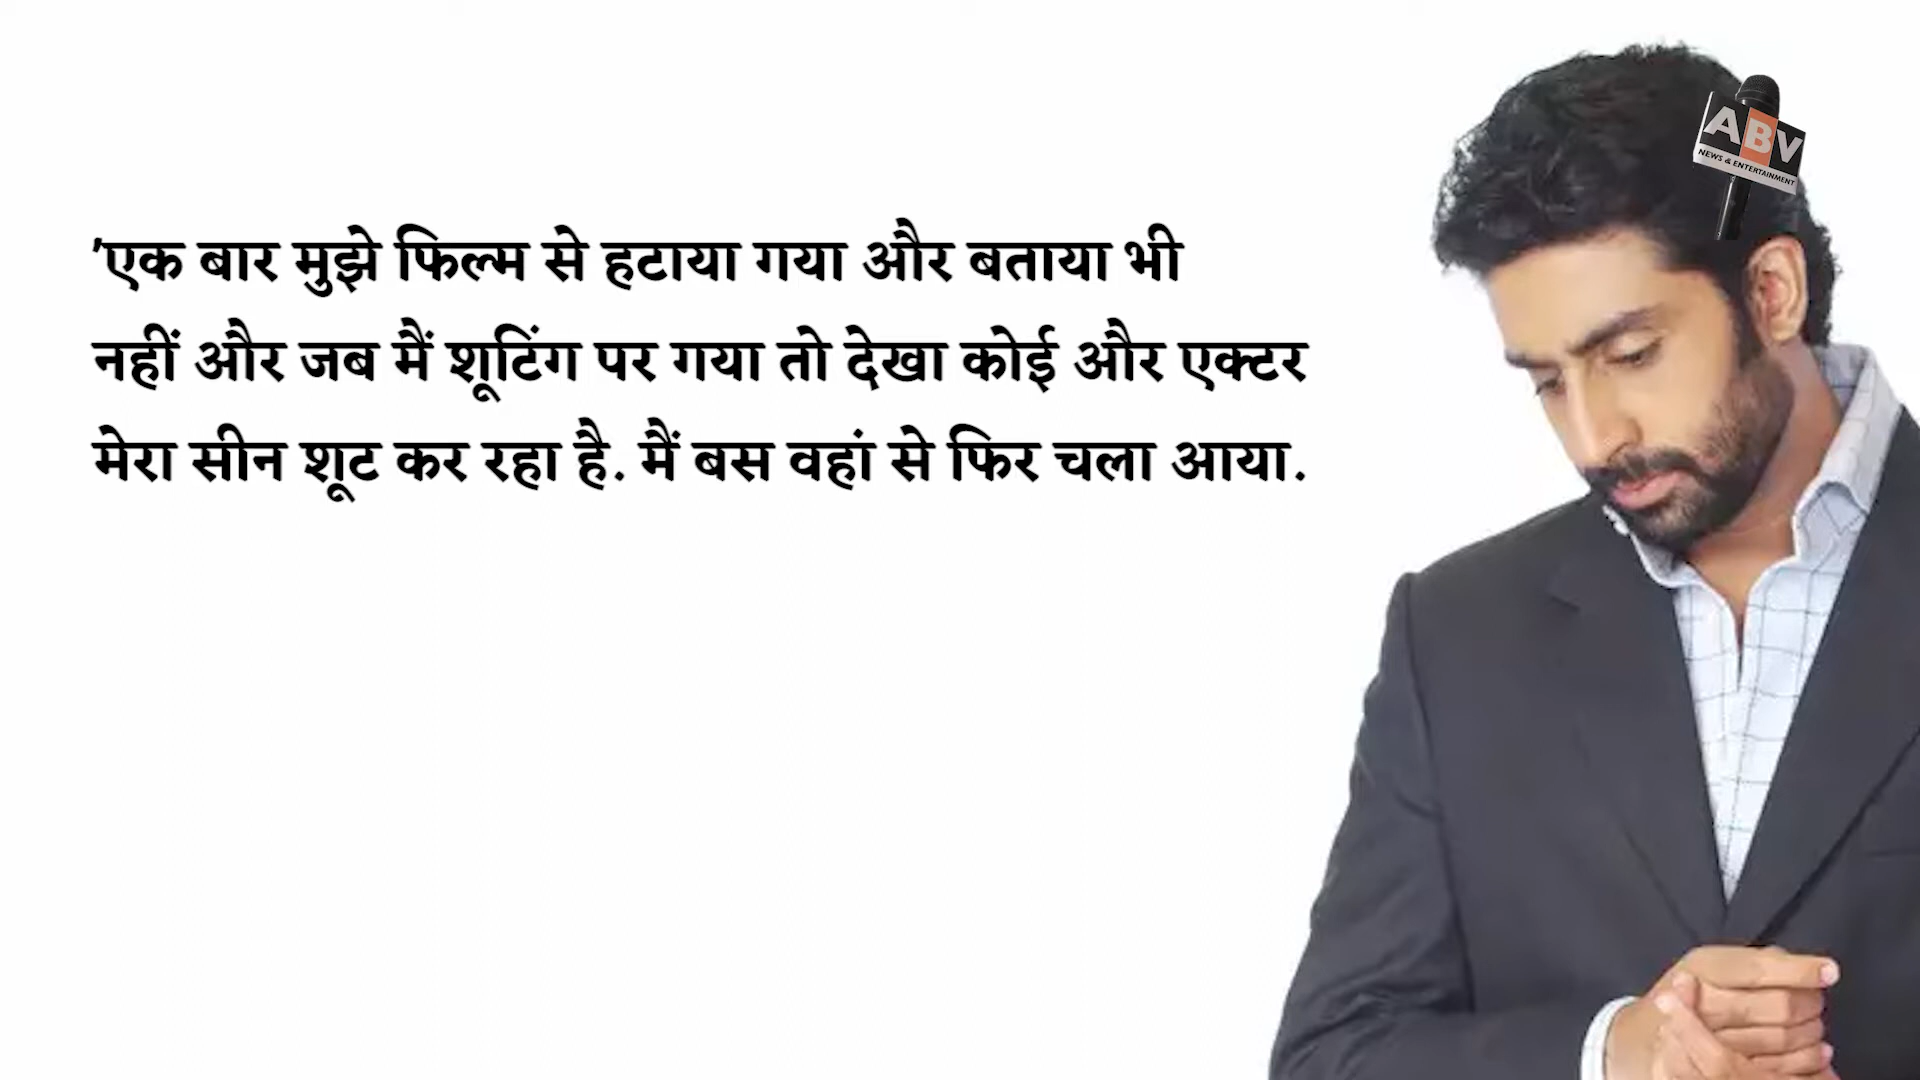 'एक बार मुझे फिल्म से हटाया गया और बताया भी
नहीं और जब मैं शूटिंग पर गया तो देखा कोई और एक्टर
मेरा सीन शूट कर रहा है. मैं बस वहां से फिर चला आया.
ABV
NEWS & ENTERTAINMENT